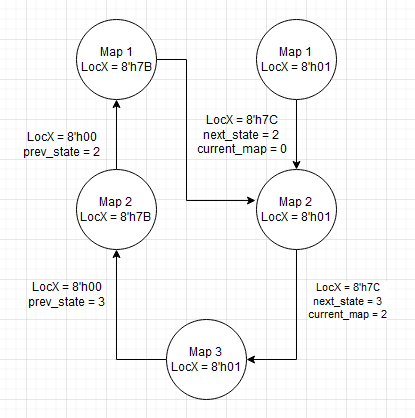 Map 1
LocX = 8'h7B
Map 1
LocX = 8'h01
LocX = 8'h00
prev_state = 2
LocX = 8'h7C
next_state = 2
current_map = 0
Map 2
LocX = 8'h7B
Map 2
LocX = 8'h01
LocX = 8'h00
prev_state = 3
LocX = 8'h7C
next_state = 3
current_map = 2
Map 3
LocX = 8'h01